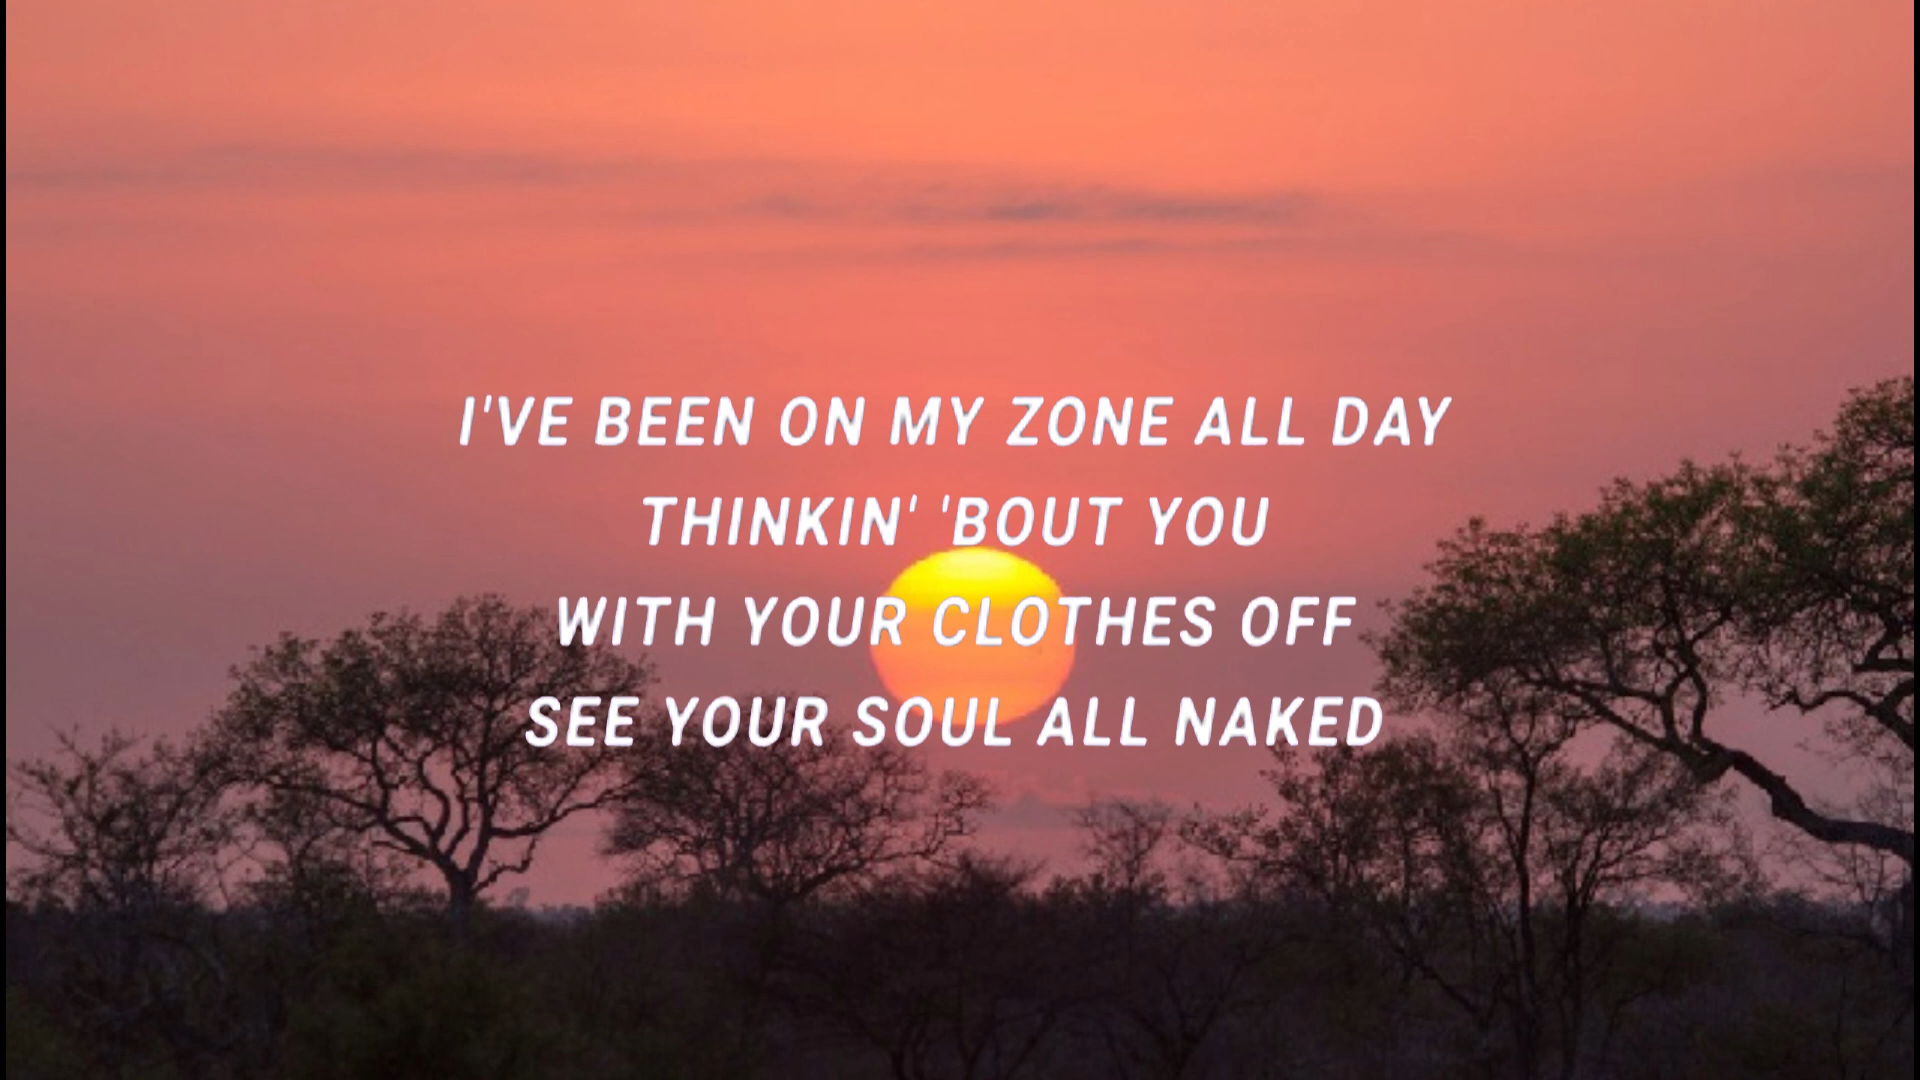 I'VE BEEN ON MY ZONE ALL DAY
THINKIN' 'BOUT YOU
WITH YOUR CLOTHES OFF
SEE YOUR SOUL ALL NAKED